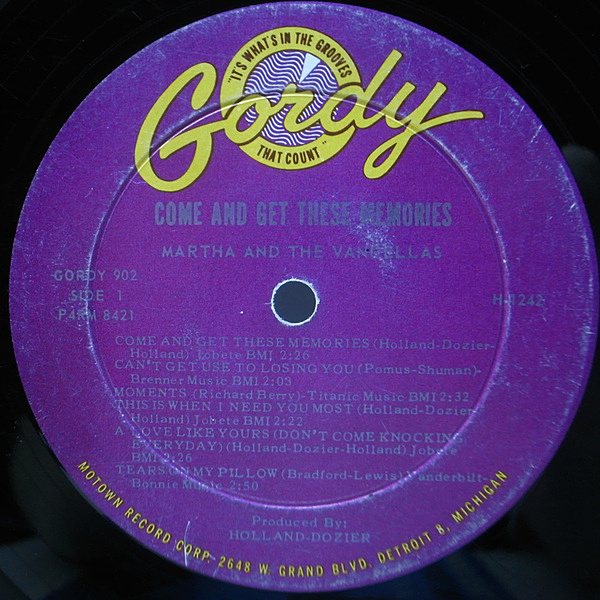 "IT'S WHAT'S IN THE GROOVES
Gordy
THAT COUNT"
COME AND GET THESE MEMORIES
MARTHA AND THE VANDELLAS
GORDY 902
SIDE 1
P4RM 8421
H-1242
COME AND GET THESE MEMORIES (Holland-Dozier-
Holland) Jobete BMI 2:26
CAN'T GET USE TO LOSING YOU (Pomus-Shuman)-
Brenner Music BMI 2:03
MOMENTS (Richard Berry)-Titanic Music BMI 2:32
THIS IS WHEN I NEED YOU MOST (Holland-Dozier-
Holland) Jobete BMI 2:22
A LOVE LIKE YOURS (DON'T COME KNOCKING
EVERYDAY) (Holland-Dozier-Holland) Jobete
BMI 2:26
TEARS ON MY PILLOW (Bradford-Lewis) Vanderbilt-
Bonnie Music 2:50
Produced By:
HOLLAND-DOZIER
MOTOWN RECORD CORP. 2648 W. GRAND BLVD. DETROIT 8, MICHIGAN